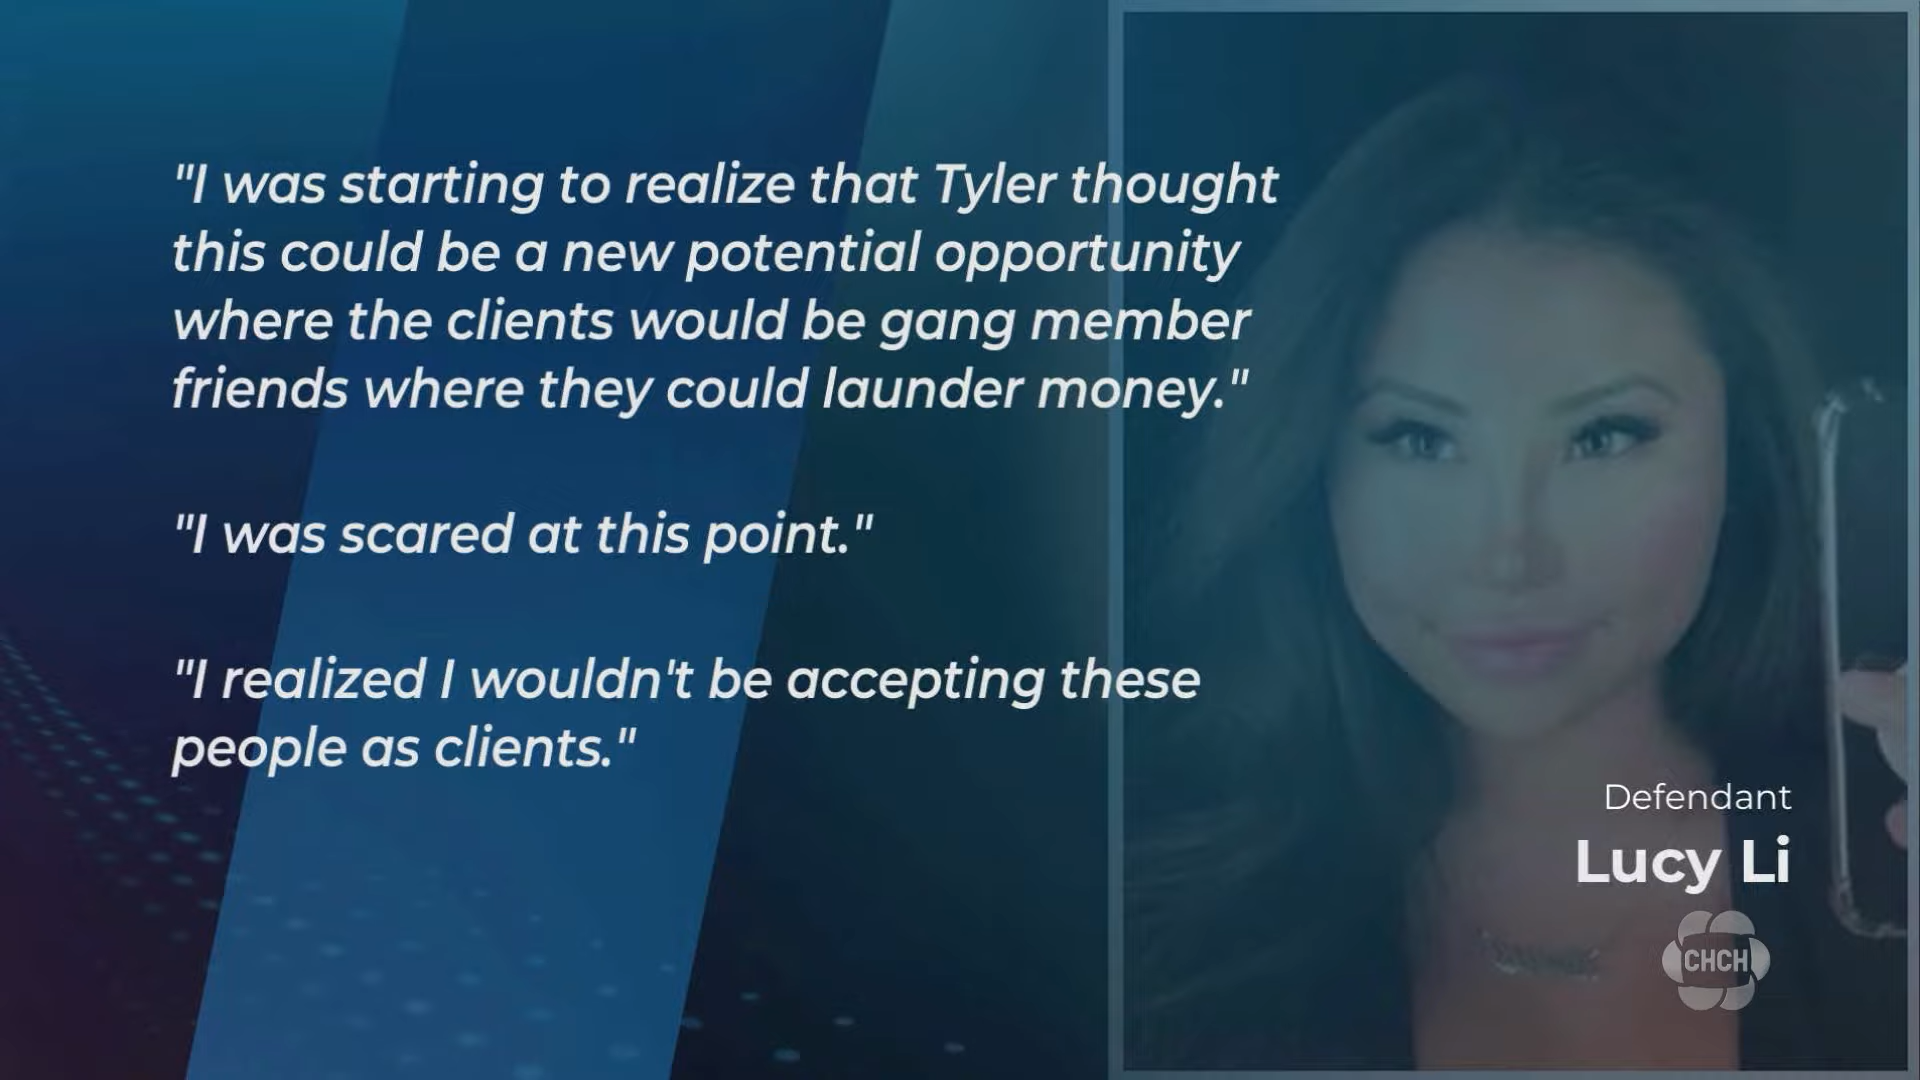 "I was starting to realize that Tyler thought
this could be a new potential opportunity
where the clients would be gang member
friends where they could launder money."
"I was scared at this point."
"I realized I wouldn't be accepting these
people as clients."
Defendant
Lucy Li
CHCH